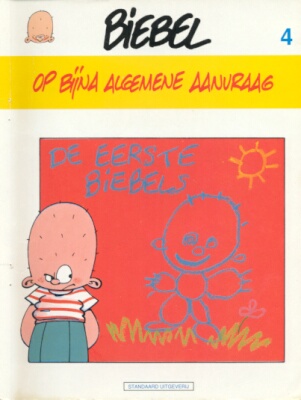 BIEBEL
4
OP BIJNA ALGEMENE AANVRAAG
DE EERSTE
BIEBELS
STANDAARD UITGEVERIJ